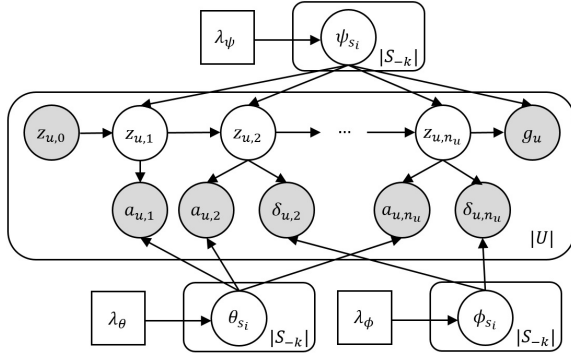 λ_ψ ψ_{s_i} |S_{-k}|
z_{u,0} z_{u,1} z_{u,2} ... z_{u,n_u} g_u
a_{u,1} a_{u,2} δ_{u,2} a_{u,n_u} δ_{u,n_u}
|U|
λ_θ θ_{s_i} |S_{-k}| λ_ϕ ϕ_{s_i} |S_{-k}|